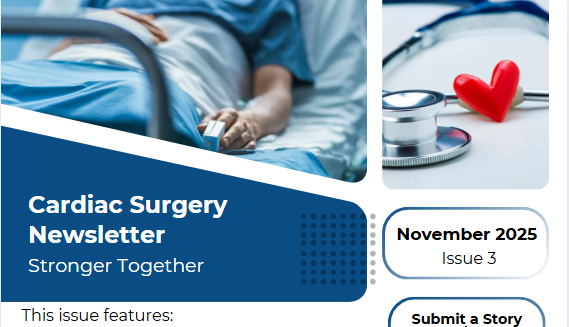 Cardiac Surgery
Newsletter
Stronger Together
November 2025
Issue 3
This issue features:
Submit a Story